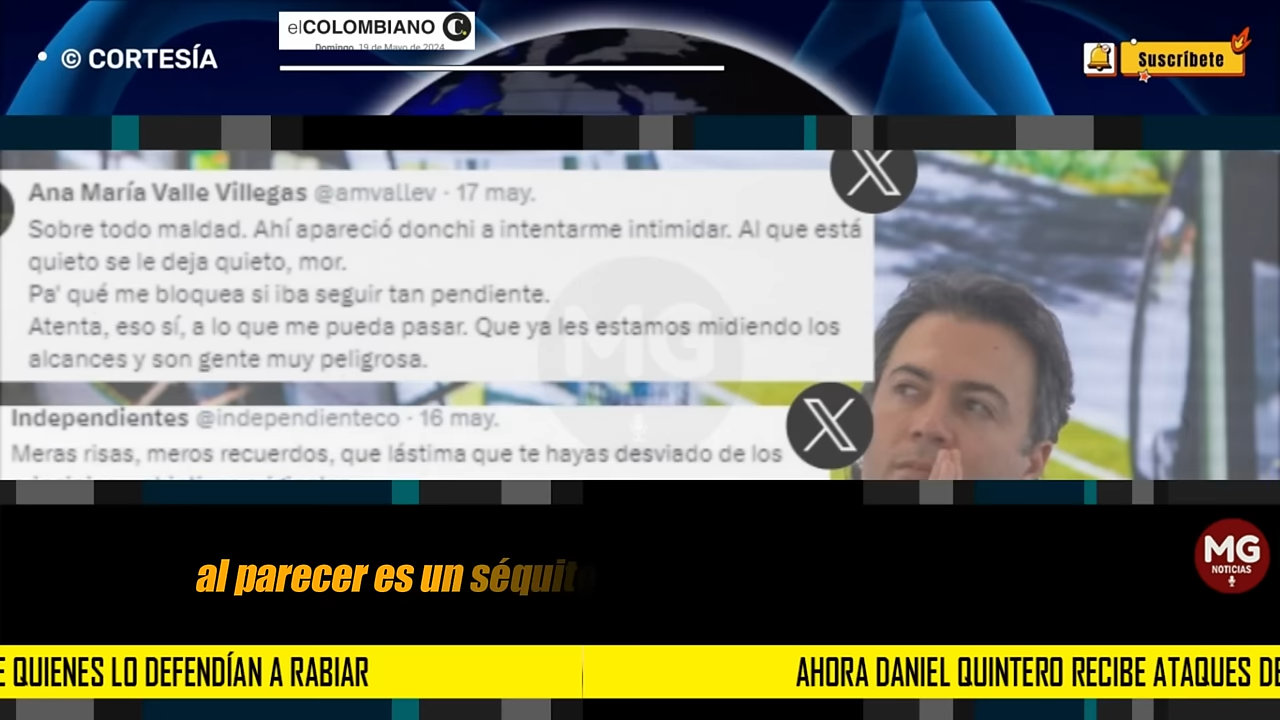 elCOLOMBIANO C
Domingo, 19 de Mayo de 2024
© CORTESÍA
Suscríbete
Ana María Valle Villegas @amvallev · 17 may.
Sobre todo maldad. Ahí apareció donchi a intentarme intimidar. Al que está
quieto se le deja quieto, mor.
Pa' qué me bloquea si iba seguir tan pendiente.
Atenta, eso sí, a lo que me pueda pasar. Que ya les estamos midiendo los
alcances y son gente muy peligrosa.
MG
Independientes @independienteco · 16 may.
Meras risas, meros recuerdos, que lástima que te hayas desviado de los
al parecer es un séquito
MG
NOTICIAS
E QUIENES LO DEFENDÍAN A RABIAR
AHORA DANIEL QUINTERO RECIBE ATAQUES DE